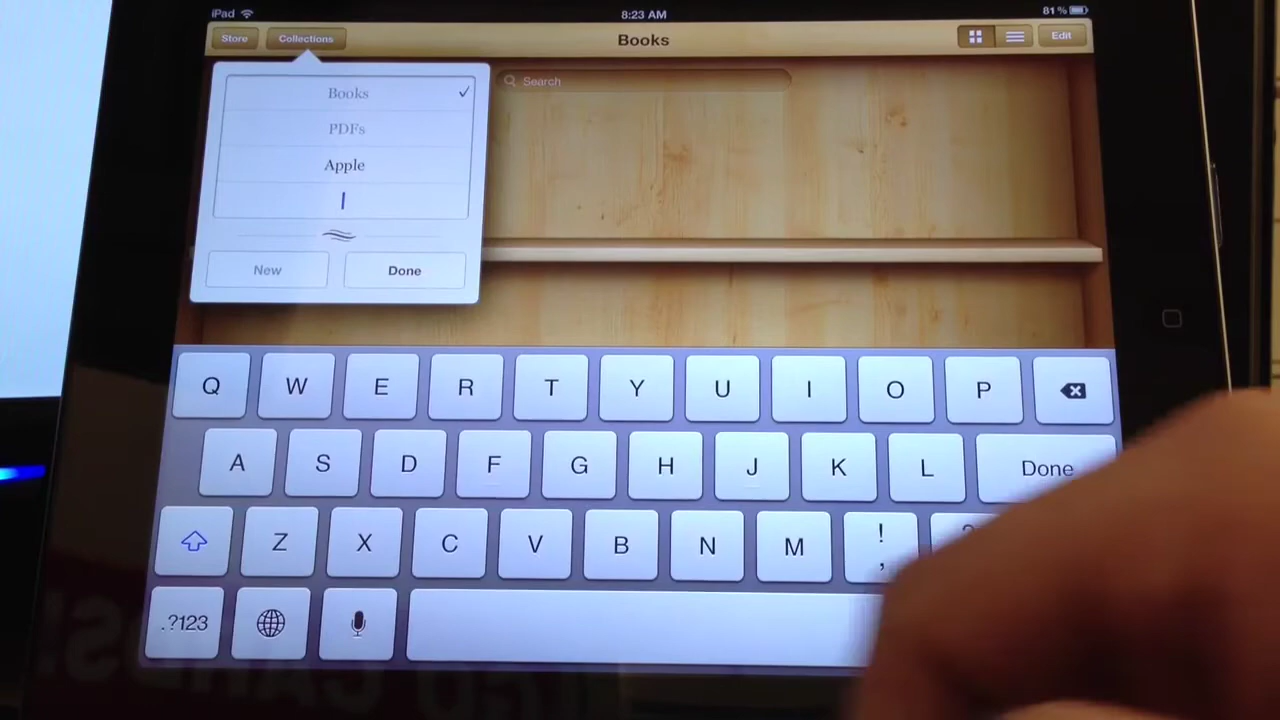 iPad 8:23 AM 81%
Store Collections Books Edit
Search
Books
PDFs
Apple
New Done
Q W E R T Y U I O P
A S D F G H J K L Done
Z X C V B N M ! ,
.?123